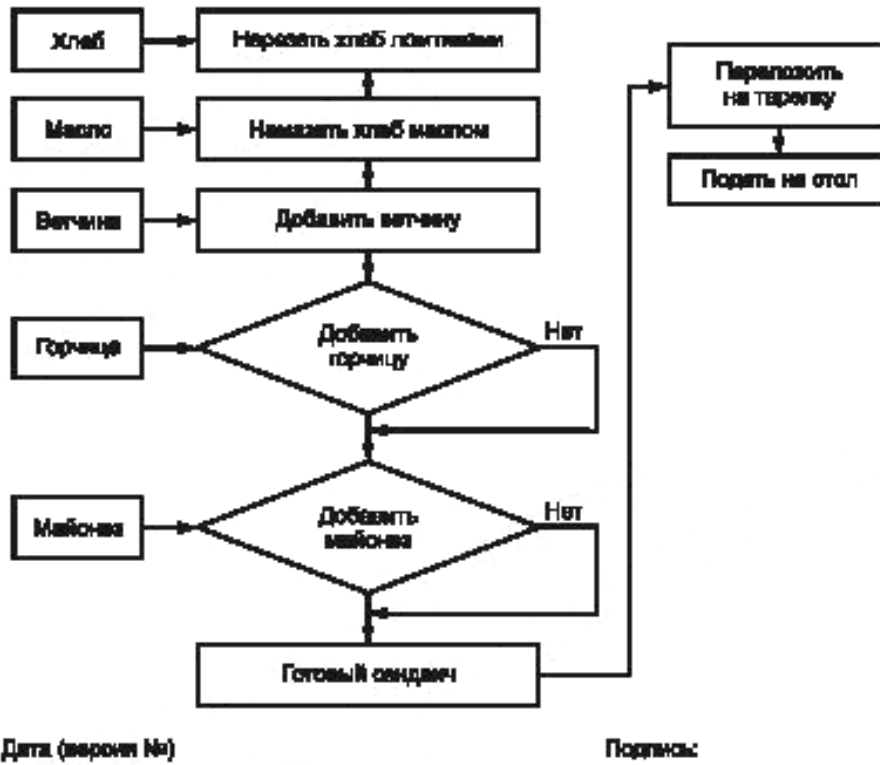 Хлеб
Нарезать хлеб ломтиками
Масло
Намазать хлеб маслом
Ветчина
Добавить ветчину
Горчица
Добавить
горчицу
Нет
Майонез
Добавить
майонез
Нет
Готовый сандвич
Переложить
на тарелку
Подать на стол
Дата (версия №)
Подпись: